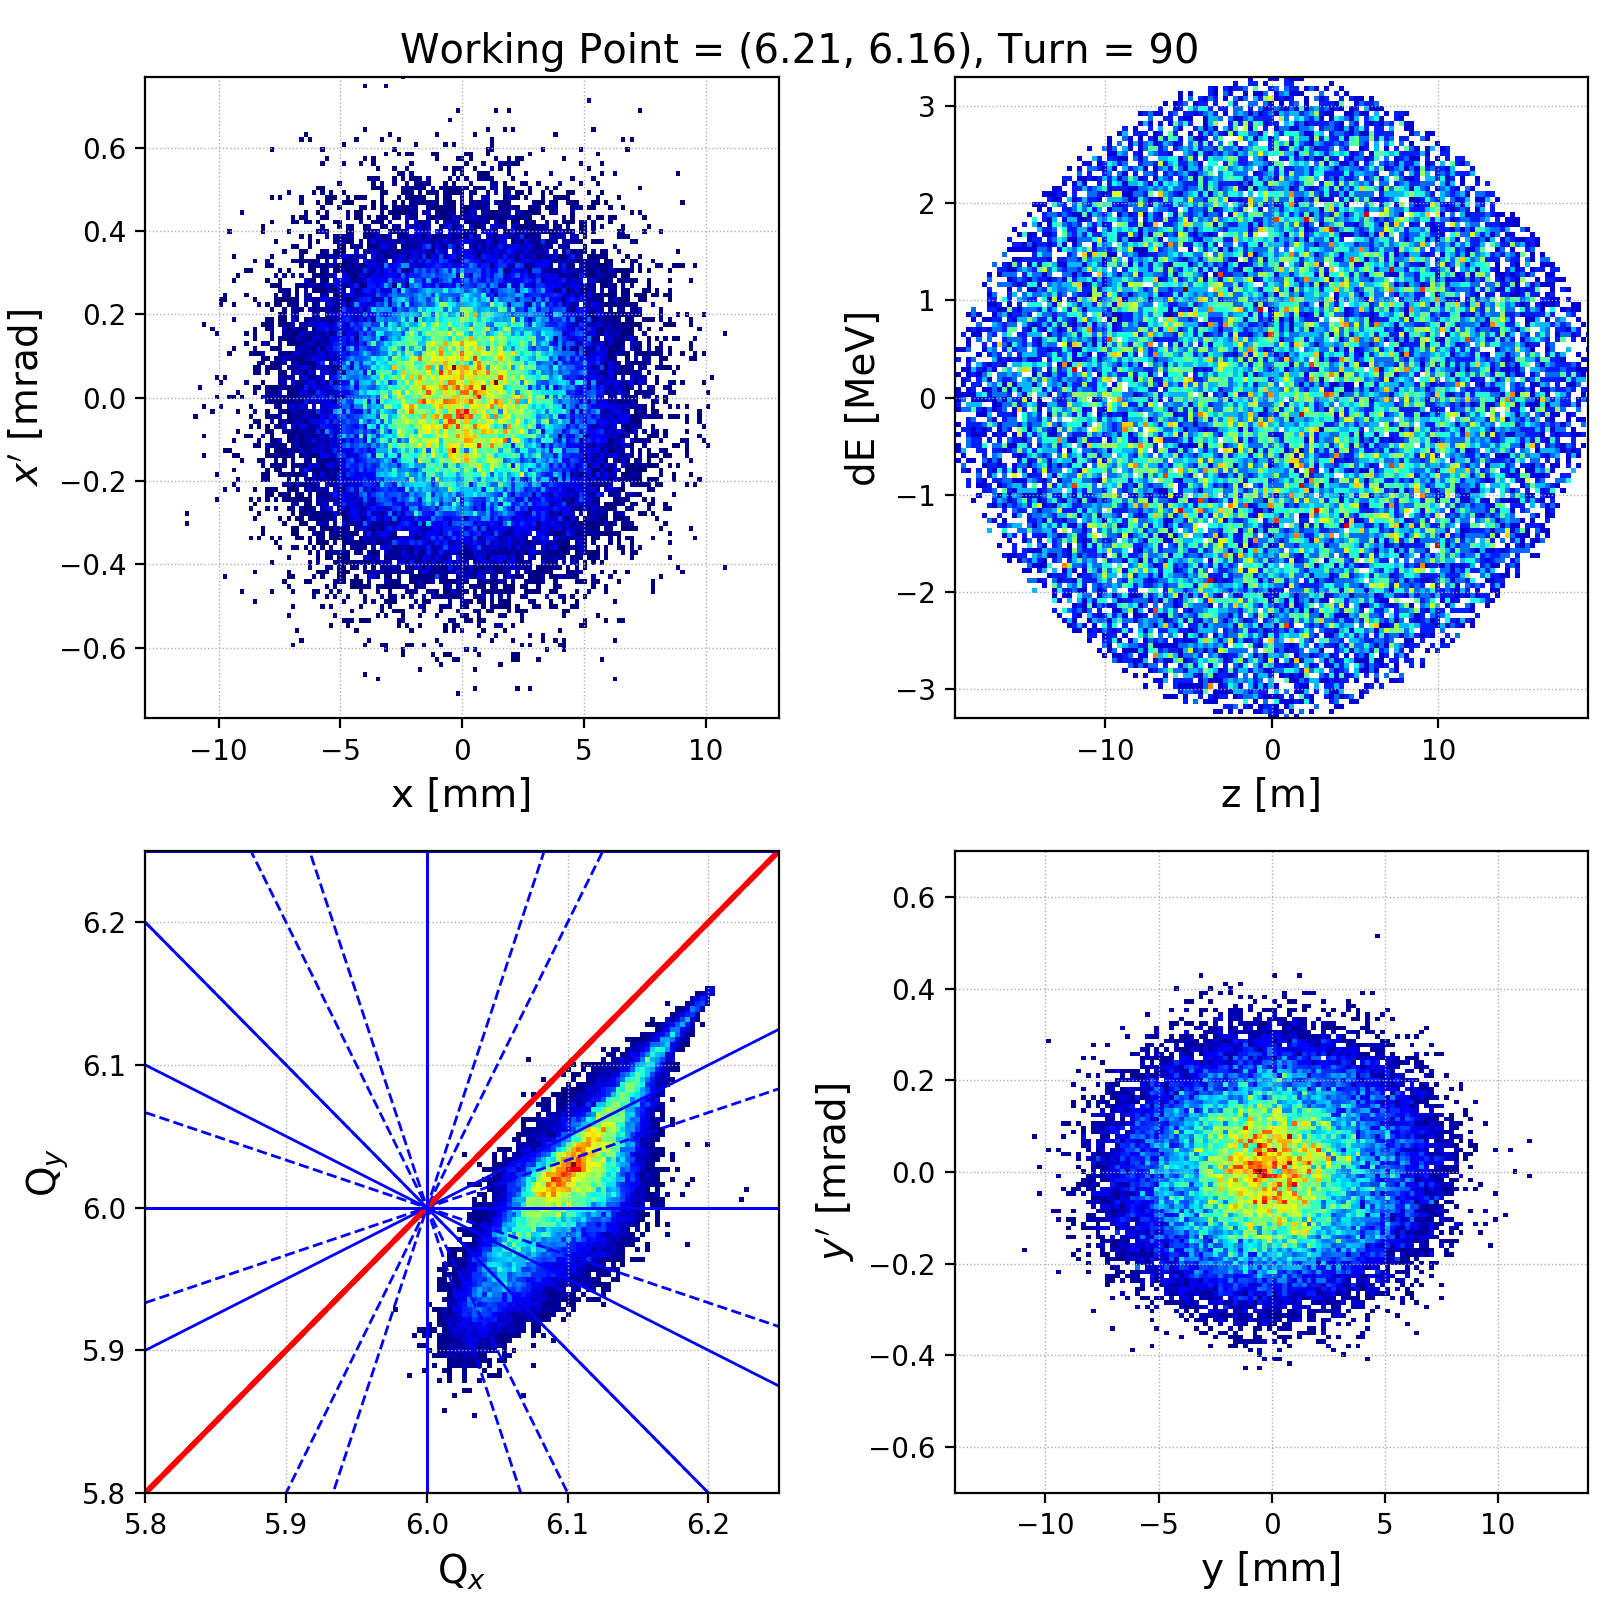 Working Point = (6.21, 6.16), Turn = 90
0.6
0.4
0.2
0.0
−0.2
−0.4
−0.6
x′ [mrad]
−10 −5 0 5 10
x [mm]
3
2
1
0
−1
−2
−3
dE [MeV]
−10 0 10
z [m]
6.2
6.1
6.0
5.9
5.8
Qy
5.8 5.9 6.0 6.1 6.2
Qx
0.6
0.4
0.2
0.0
−0.2
−0.4
−0.6
y′ [mrad]
−10 −5 0 5 10
y [mm]